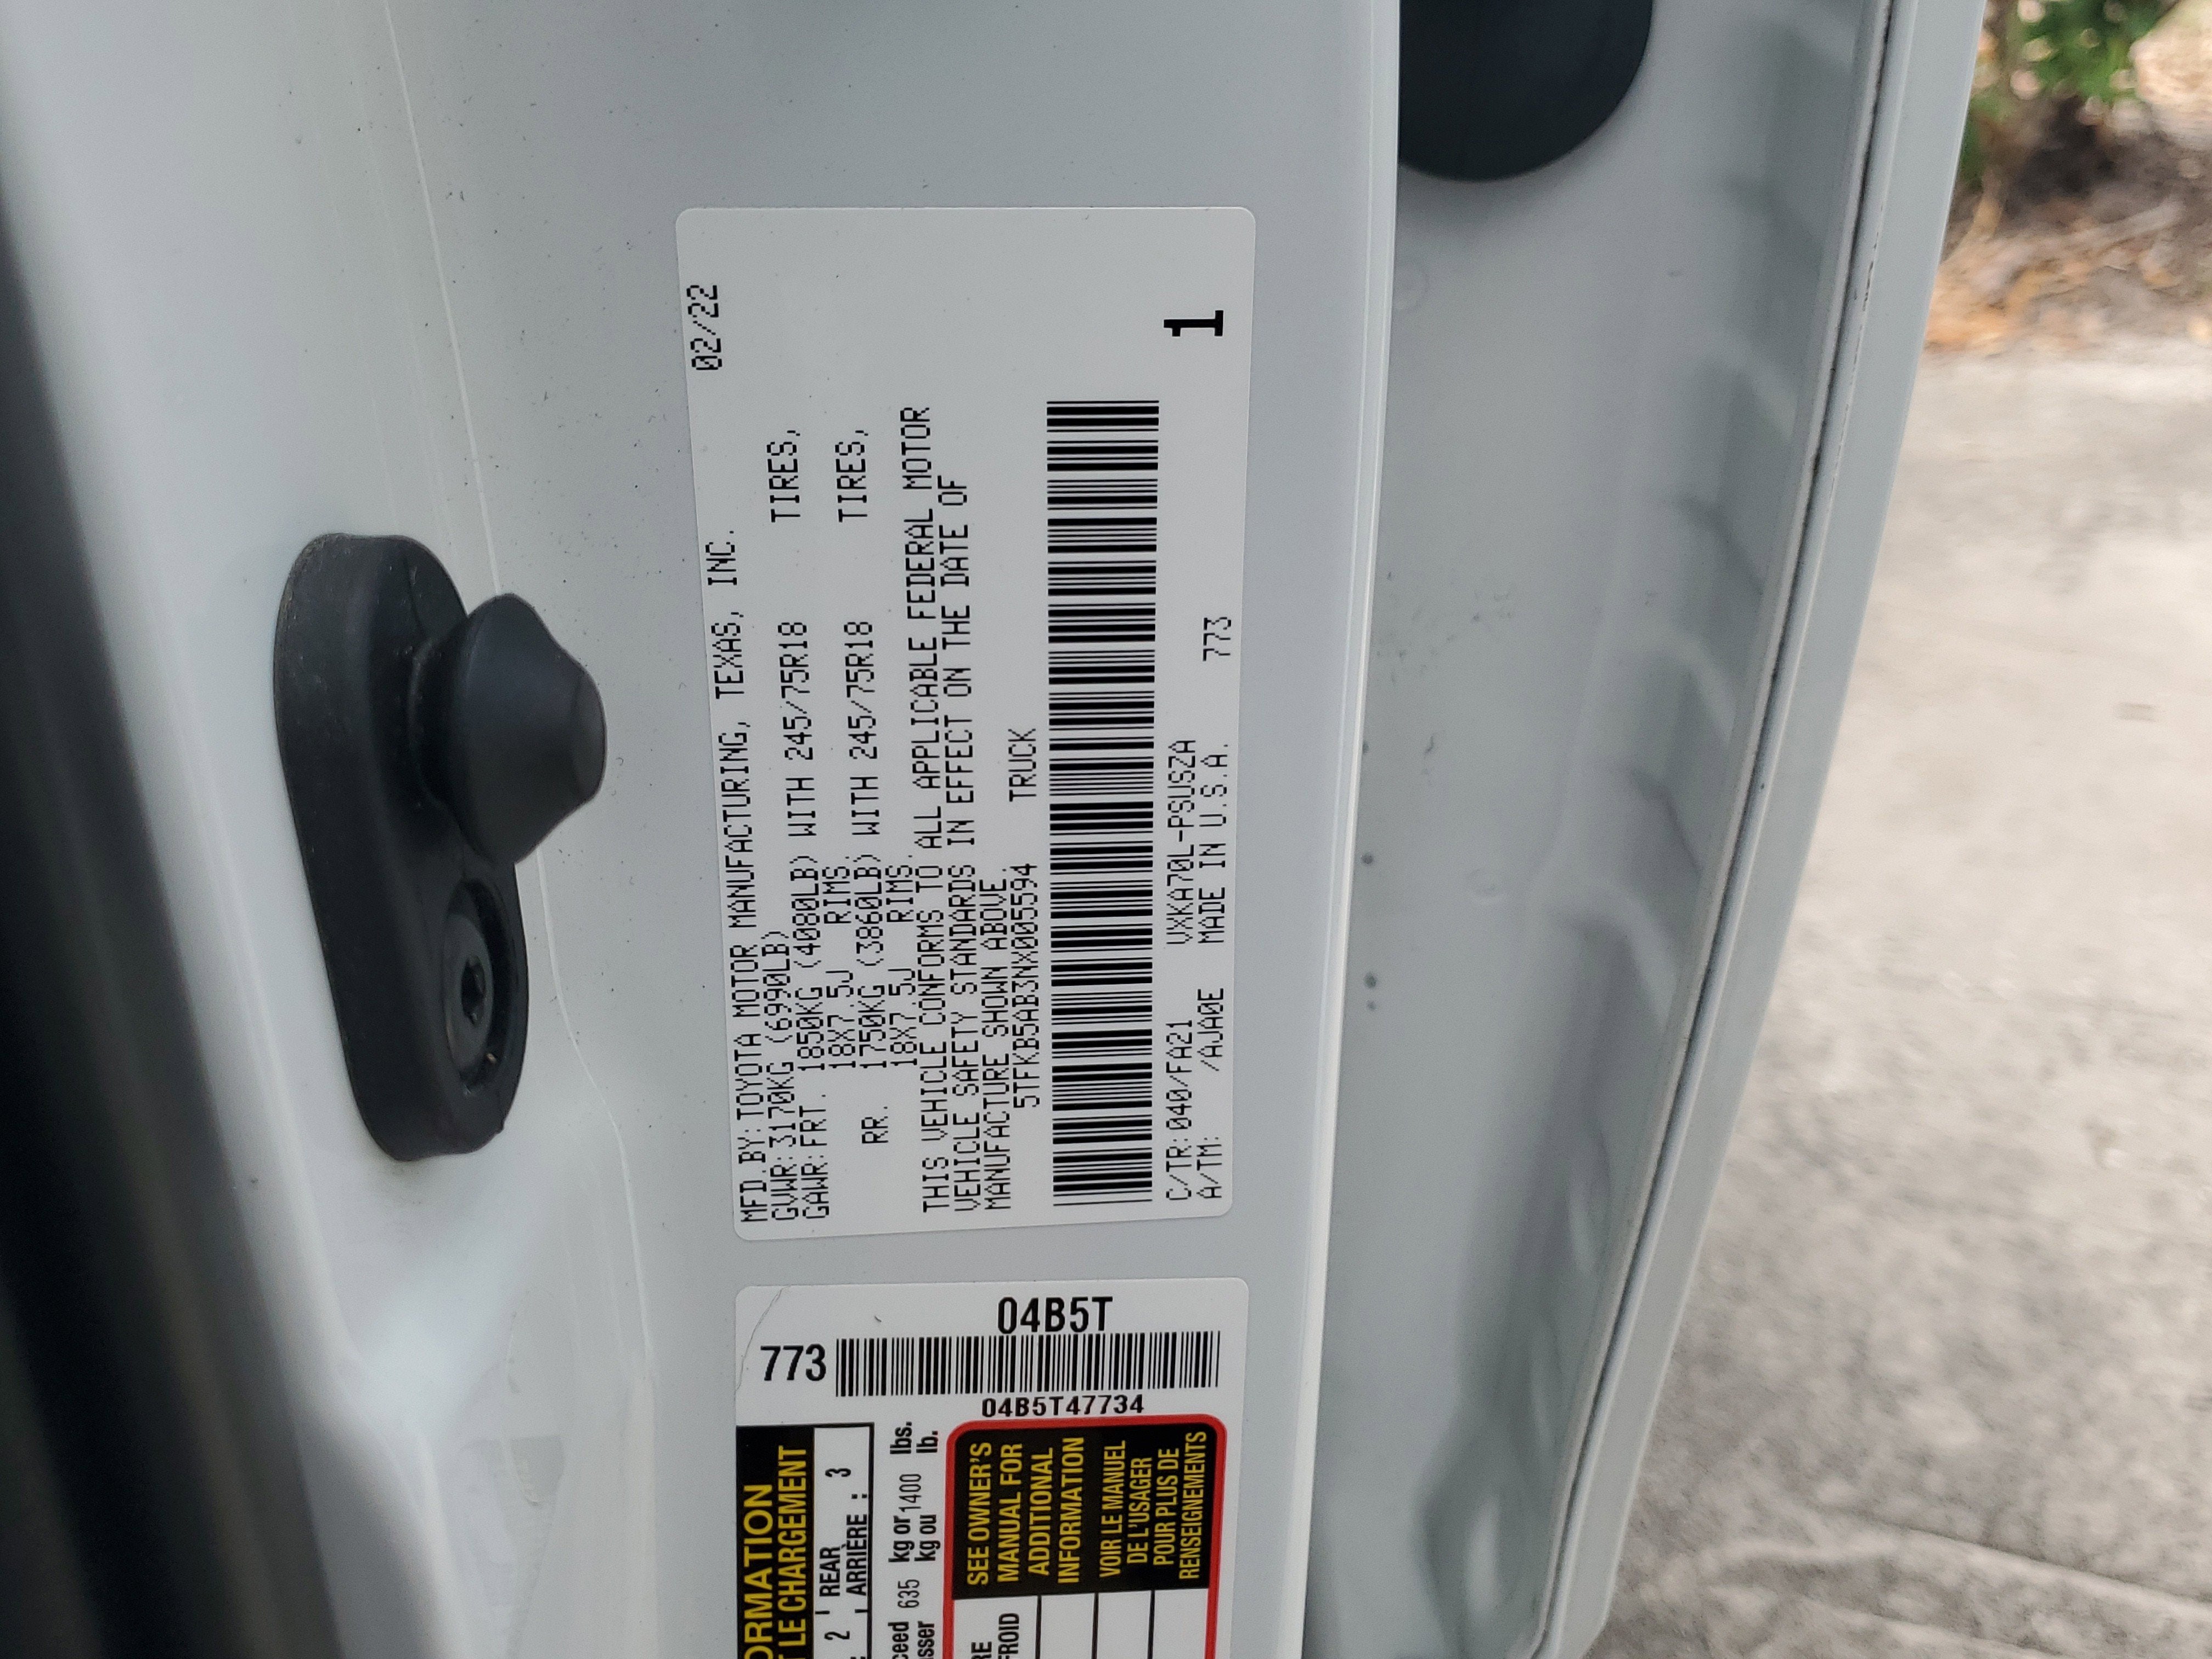 MFD.BY:TOYOTA MOTOR MANUFACTURING, TEXAS, INC. 02/22
GVWR:3170KG (6990LB)
GAWR:FRT. 1850KG (4080LB) WITH 245/75R18 TIRES,
18X7.5J RIMS,
RR. 1750KG (3860LB) WITH 245/75R18 TIRES,
18X7.5J RIMS.
THIS VEHICLE CONFORMS TO ALL APPLICABLE FEDERAL MOTOR
VEHICLE SAFETY STANDARDS IN EFFECT ON THE DATE OF
MANUFACTURE SHOWN ABOVE.
5TFKB5AB3NX005594 TRUCK
C/TR:040/FA21 VXKA70L-PSUSZA
A/TM: /AJA0E MADE IN U.S.A. 773
1
773
04B5T
04B5T47734
ORMATION
T LE CHARGEMENT
2 REAR
ARRIÈRE : 3
ceed 635 kg or 1400 lbs.
sser kg ou lb.
SEE OWNER'S
MANUAL FOR
ADDITIONAL
INFORMATION
VOIR LE MANUEL
DE L'USAGER
POUR PLUS DE
RENSEIGNEMENTS
RE
FROID